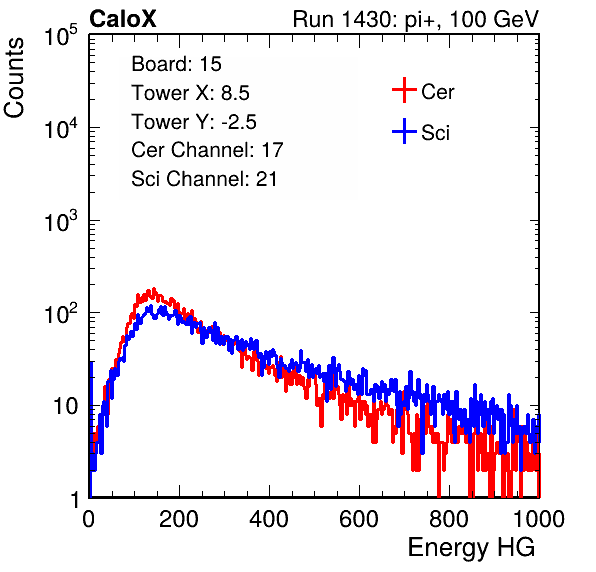 CaloX Run 1430: pi+, 100 GeV
Counts
Board: 15
Tower X: 8.5
Tower Y: -2.5
Cer Channel: 17
Sci Channel: 21
Cer
Sci
10^5
10^4
10^3
10^2
10
1
0 200 400 600 800 1000
Energy HG